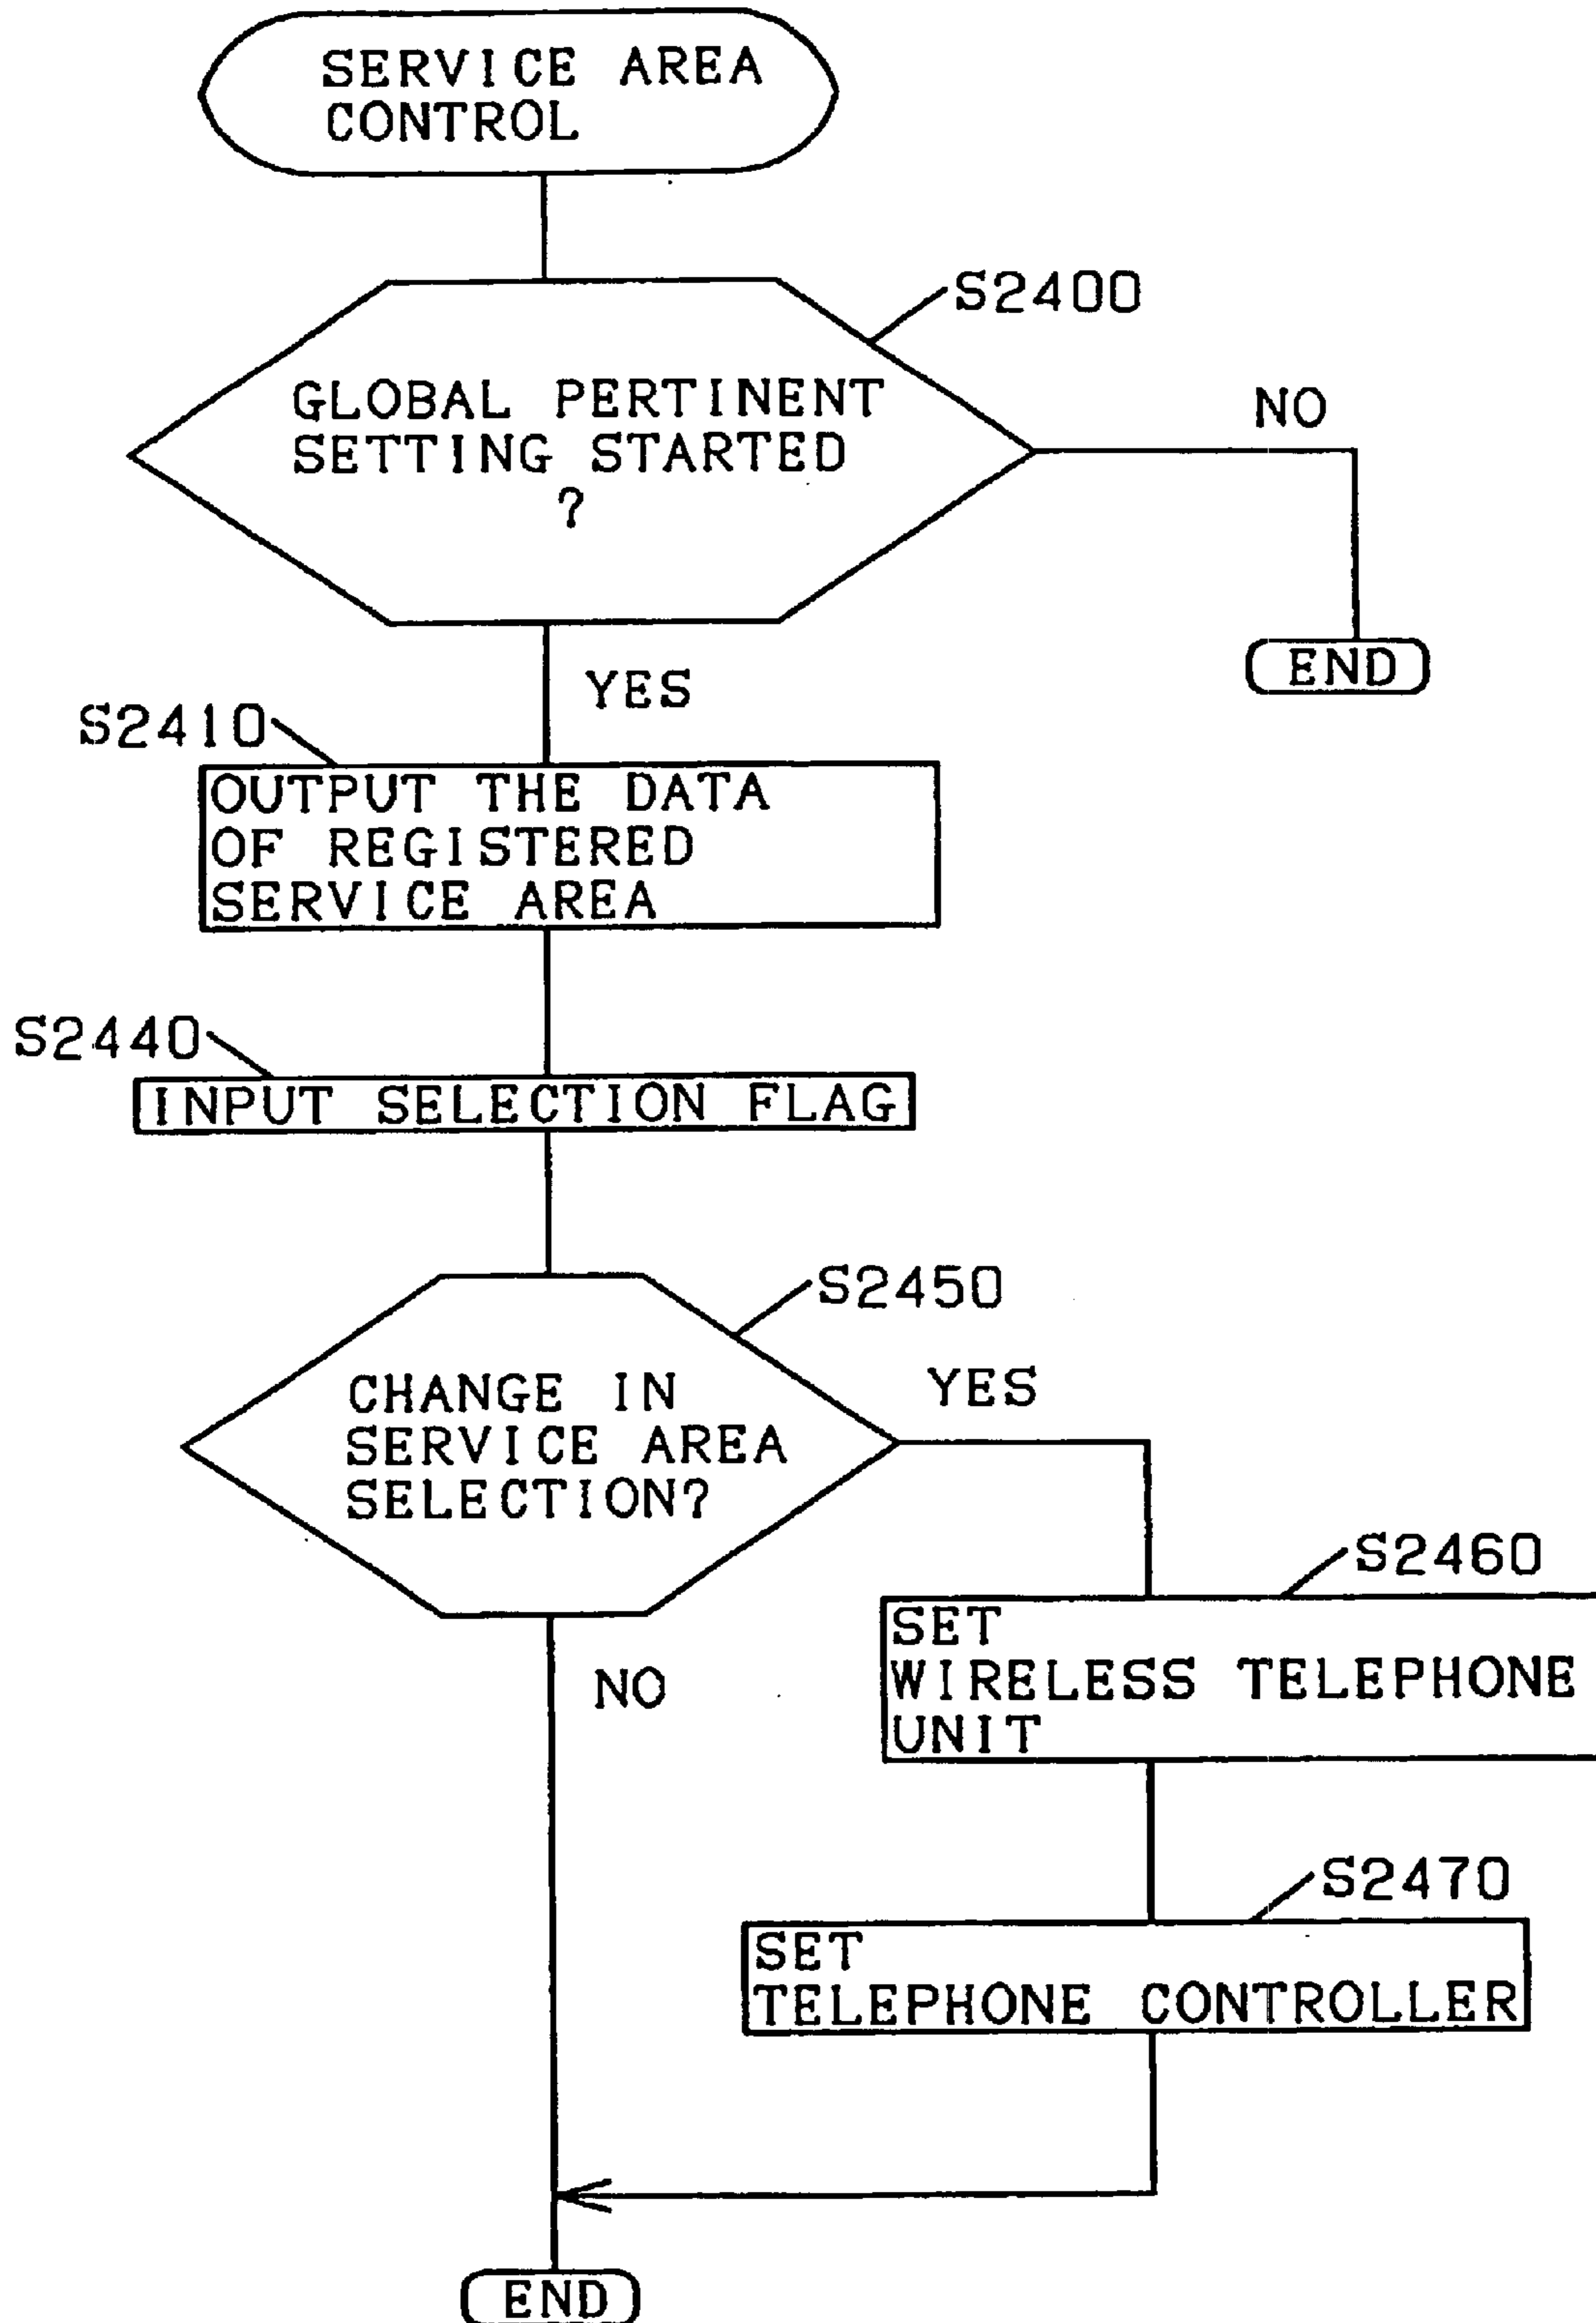 SERVICE AREA
CONTROL
S2400
GLOBAL PERTINENT
SETTING STARTED
?
NO
END
YES
S2410
OUTPUT THE DATA
OF REGISTERED
SERVICE AREA
S2440
INPUT SELECTION FLAG
S2450
CHANGE IN
SERVICE AREA
SELECTION?
YES
S2460
SET
WIRELESS TELEPHONE
UNIT
NO
S2470
SET
TELEPHONE CONTROLLER
END